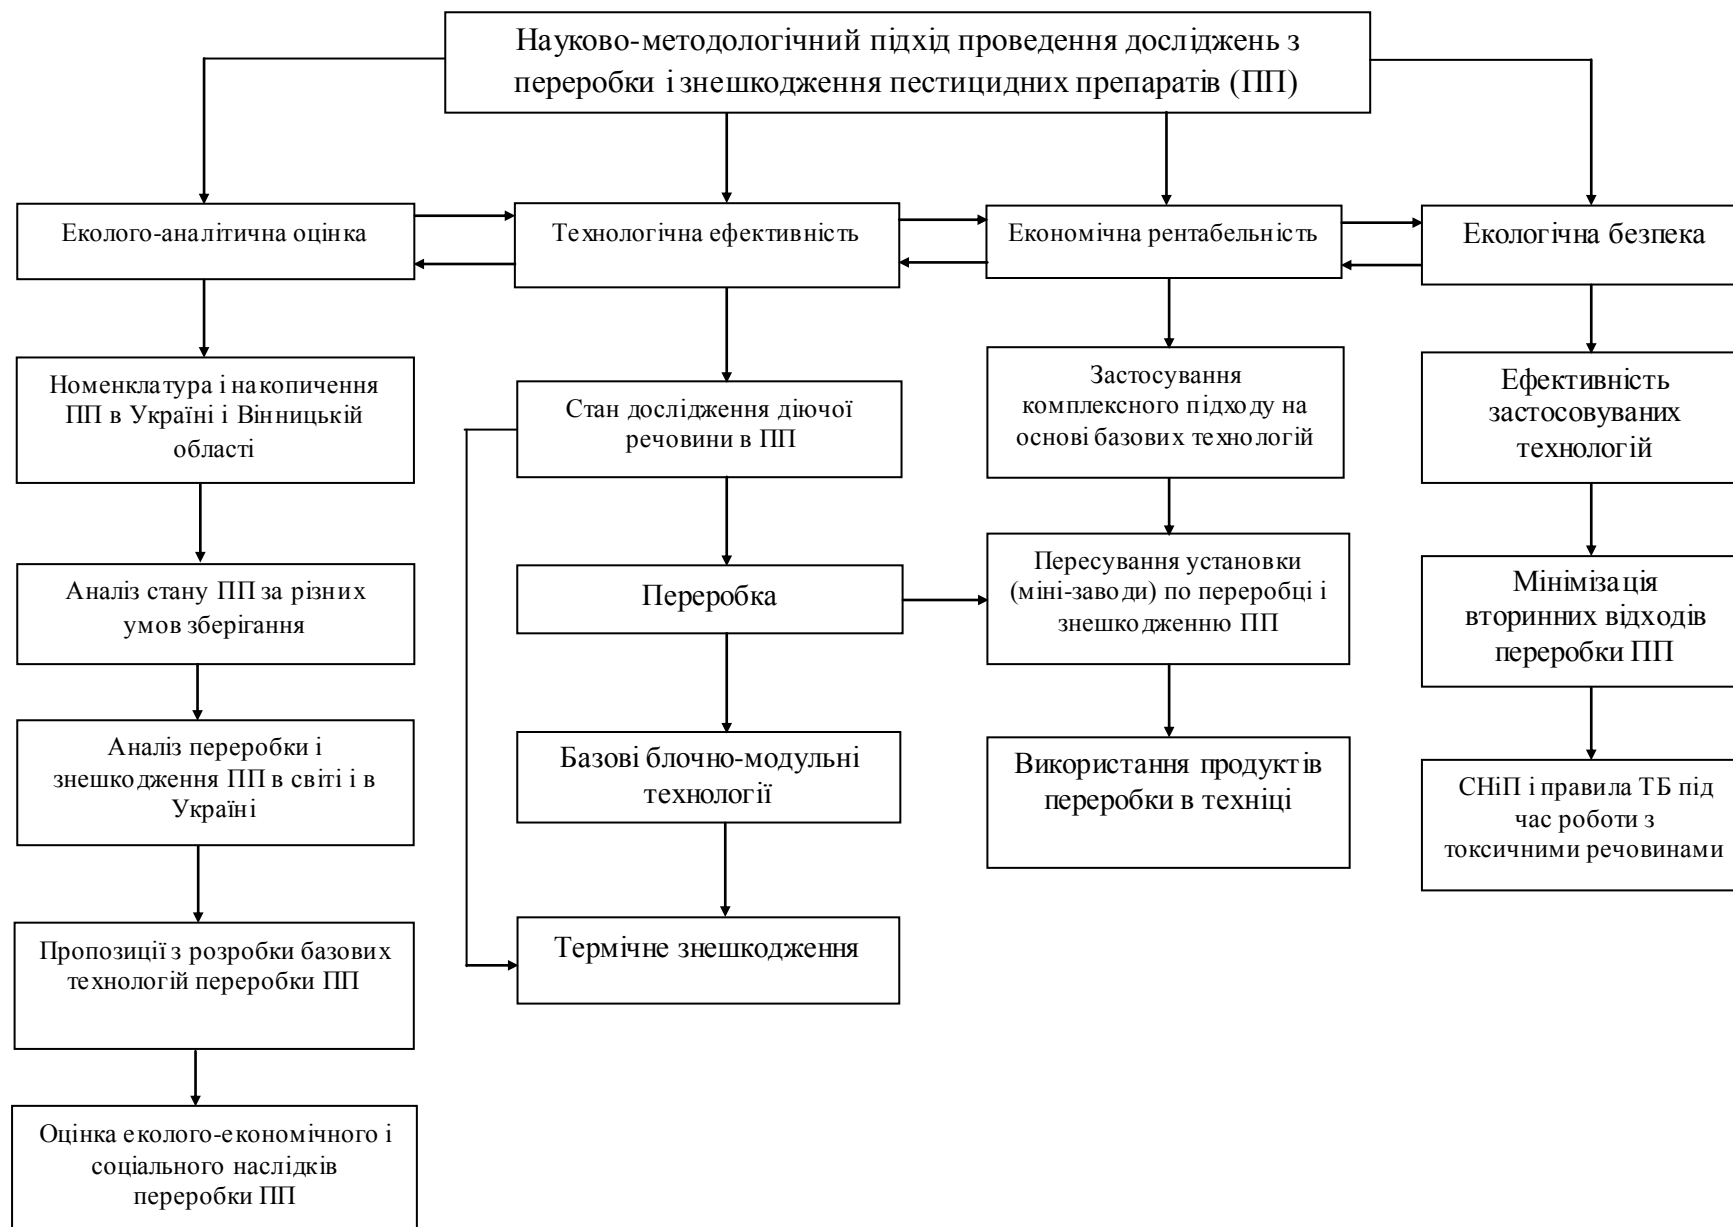 Науково-методологічний підхід проведення досліджень з
переробки і знешкодження пестицидних препаратів (ПП)
Еколого-аналітична оцінка
Технологічна ефективність
Економічна рентабельність
Екологічна безпека
Номенклатура і накопичення
ПП в Україні і Вінницькій
області
Аналіз стану ПП за різних
умов зберігання
Аналіз переробки і
знешкодження ПП в світі і в
Україні
Пропозиції з розробки базових
технологій переробки ПП
Оцінка еколого-економічного і
соціального наслідків
переробки ПП
Стан дослідження діючої
речовини в ПП
Переробка
Базові блочно-модульні
технології
Термічне знешкодження
Застосування
комплексного підходу на
основі базових технологій
Пересування установки
(міні-заводи) по переробці і
знешкодженню ПП
Використання продуктів
переробки в техніці
Ефективність
застосовуваних
технологій
Мінімізація
вторинних відходів
переробки ПП
СНіП і правила ТБ під
час роботи з
токсичними речовинами